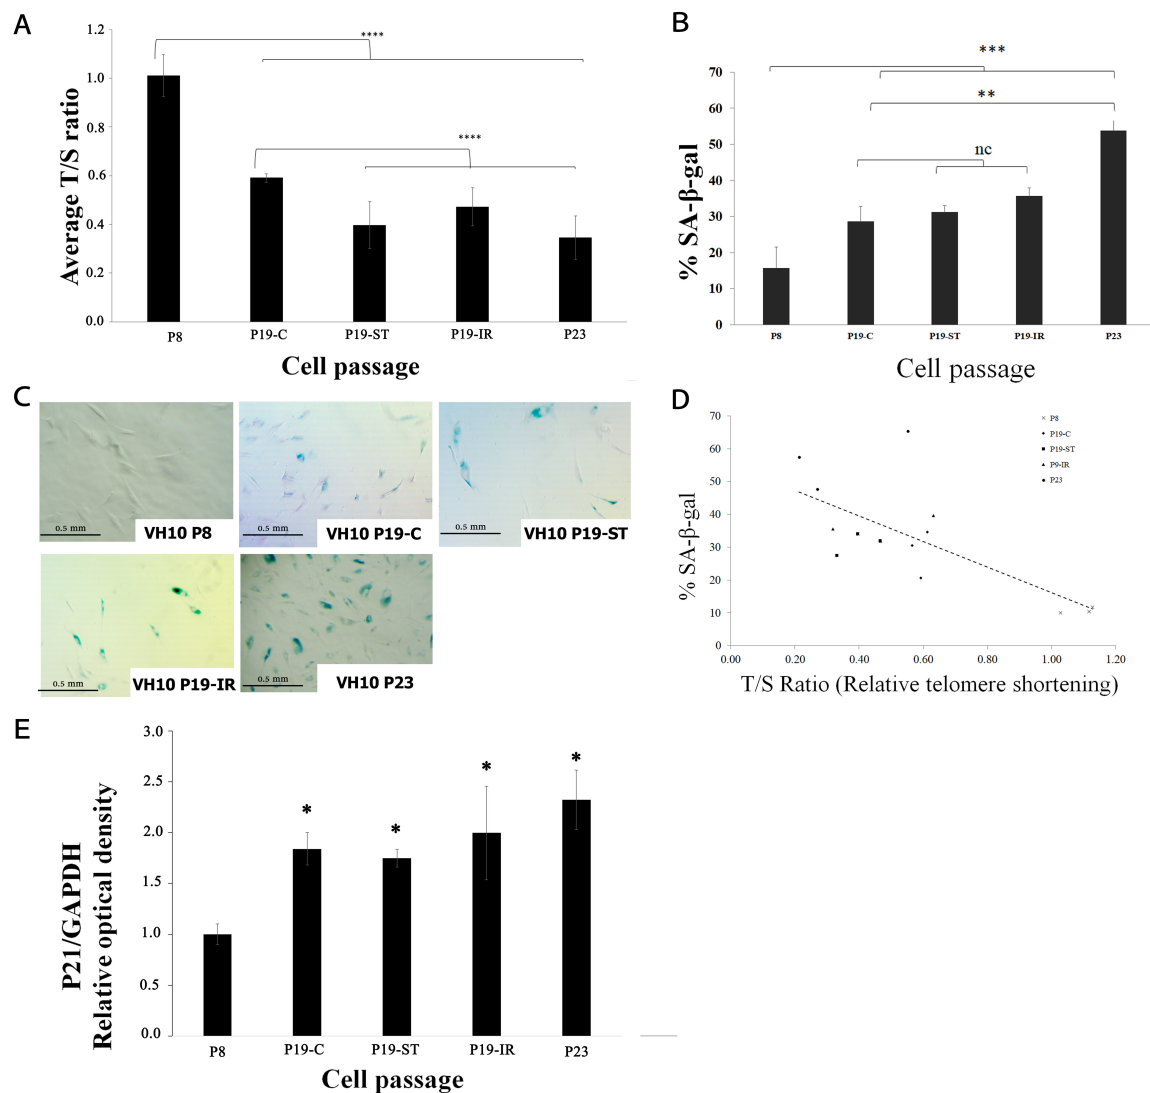 A
1.2
1.0
0.8
0.6
0.4
0.2
0.0
Average T/S ratio
****
****
P8
P19-C
P19-ST
P19-IR
P23
Cell passage
B
70
60
50
40
30
20
10
0
% SA-β-gal
***
**
nc
P8
P19-C
P19-ST
P19-IR
P23
Cell passage
C
0.5 mm
VH10 P8
0.5 mm
VH10 P19-C
0.5 mm
VH10 P19-ST
0.5 mm
VH10 P19-IR
0.5 mm
VH10 P23
D
70
60
50
40
30
20
10
0
% SA-β-gal
P8
P19-C
P19-ST
P9-IR
P23
0.00
0.20
0.40
0.60
0.80
1.00
1.20
T/S Ratio (Relative telomere shortening)
E
3.0
2.5
2.0
1.5
1.0
0.5
0.0
P21/GAPDH
Relative optical density
*
*
*
*
P8
P19-C
P19-ST
P19-IR
P23
Cell passage